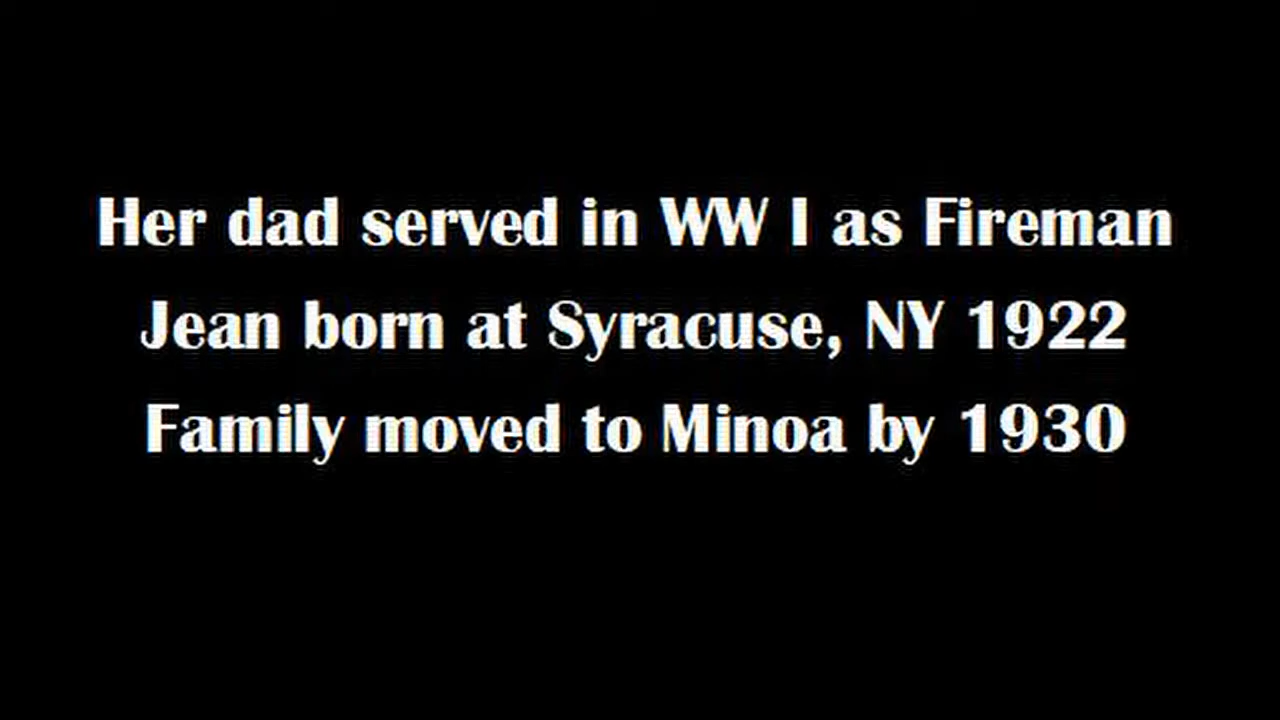 Her dad served in WW I as Fireman
Jean born at Syracuse, NY 1922
Family moved to Minoa by 1930